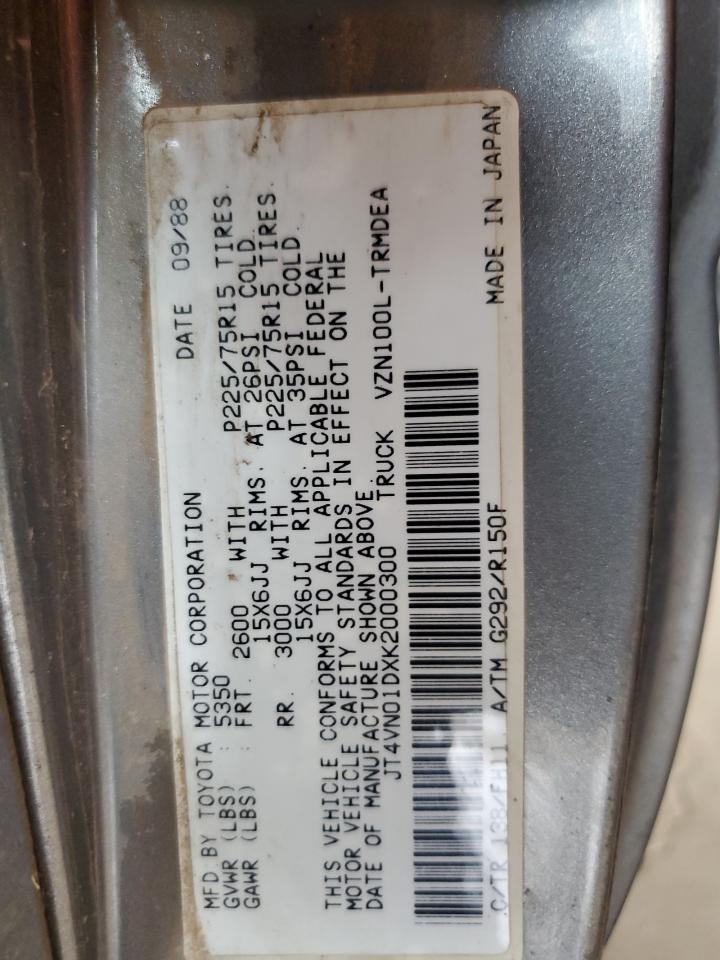 MFD. BY TOYOTA MOTOR CORPORATION DATE 09/88
GVWR (LBS) : 5350
GAWR (LBS) : FRT. 2600 WITH P225/75R15 TIRES.
15X6JJ RIMS. AT 26PSI COLD.
RR. 3000 WITH P225/75R15 TIRES.
15X6JJ RIMS. AT 35PSI COLD.
THIS VEHICLE CONFORMS TO ALL APPLICABLE FEDERAL
MOTOR VEHICLE SAFETY STANDARDS IN EFFECT ON THE
DATE OF MANUFACTURE SHOWN ABOVE.
JT4VN01DXK2000300 TRUCK VZN100L-TRMDEA
C/TR 138/FH11 A/TM G292/R150F MADE IN JAPAN